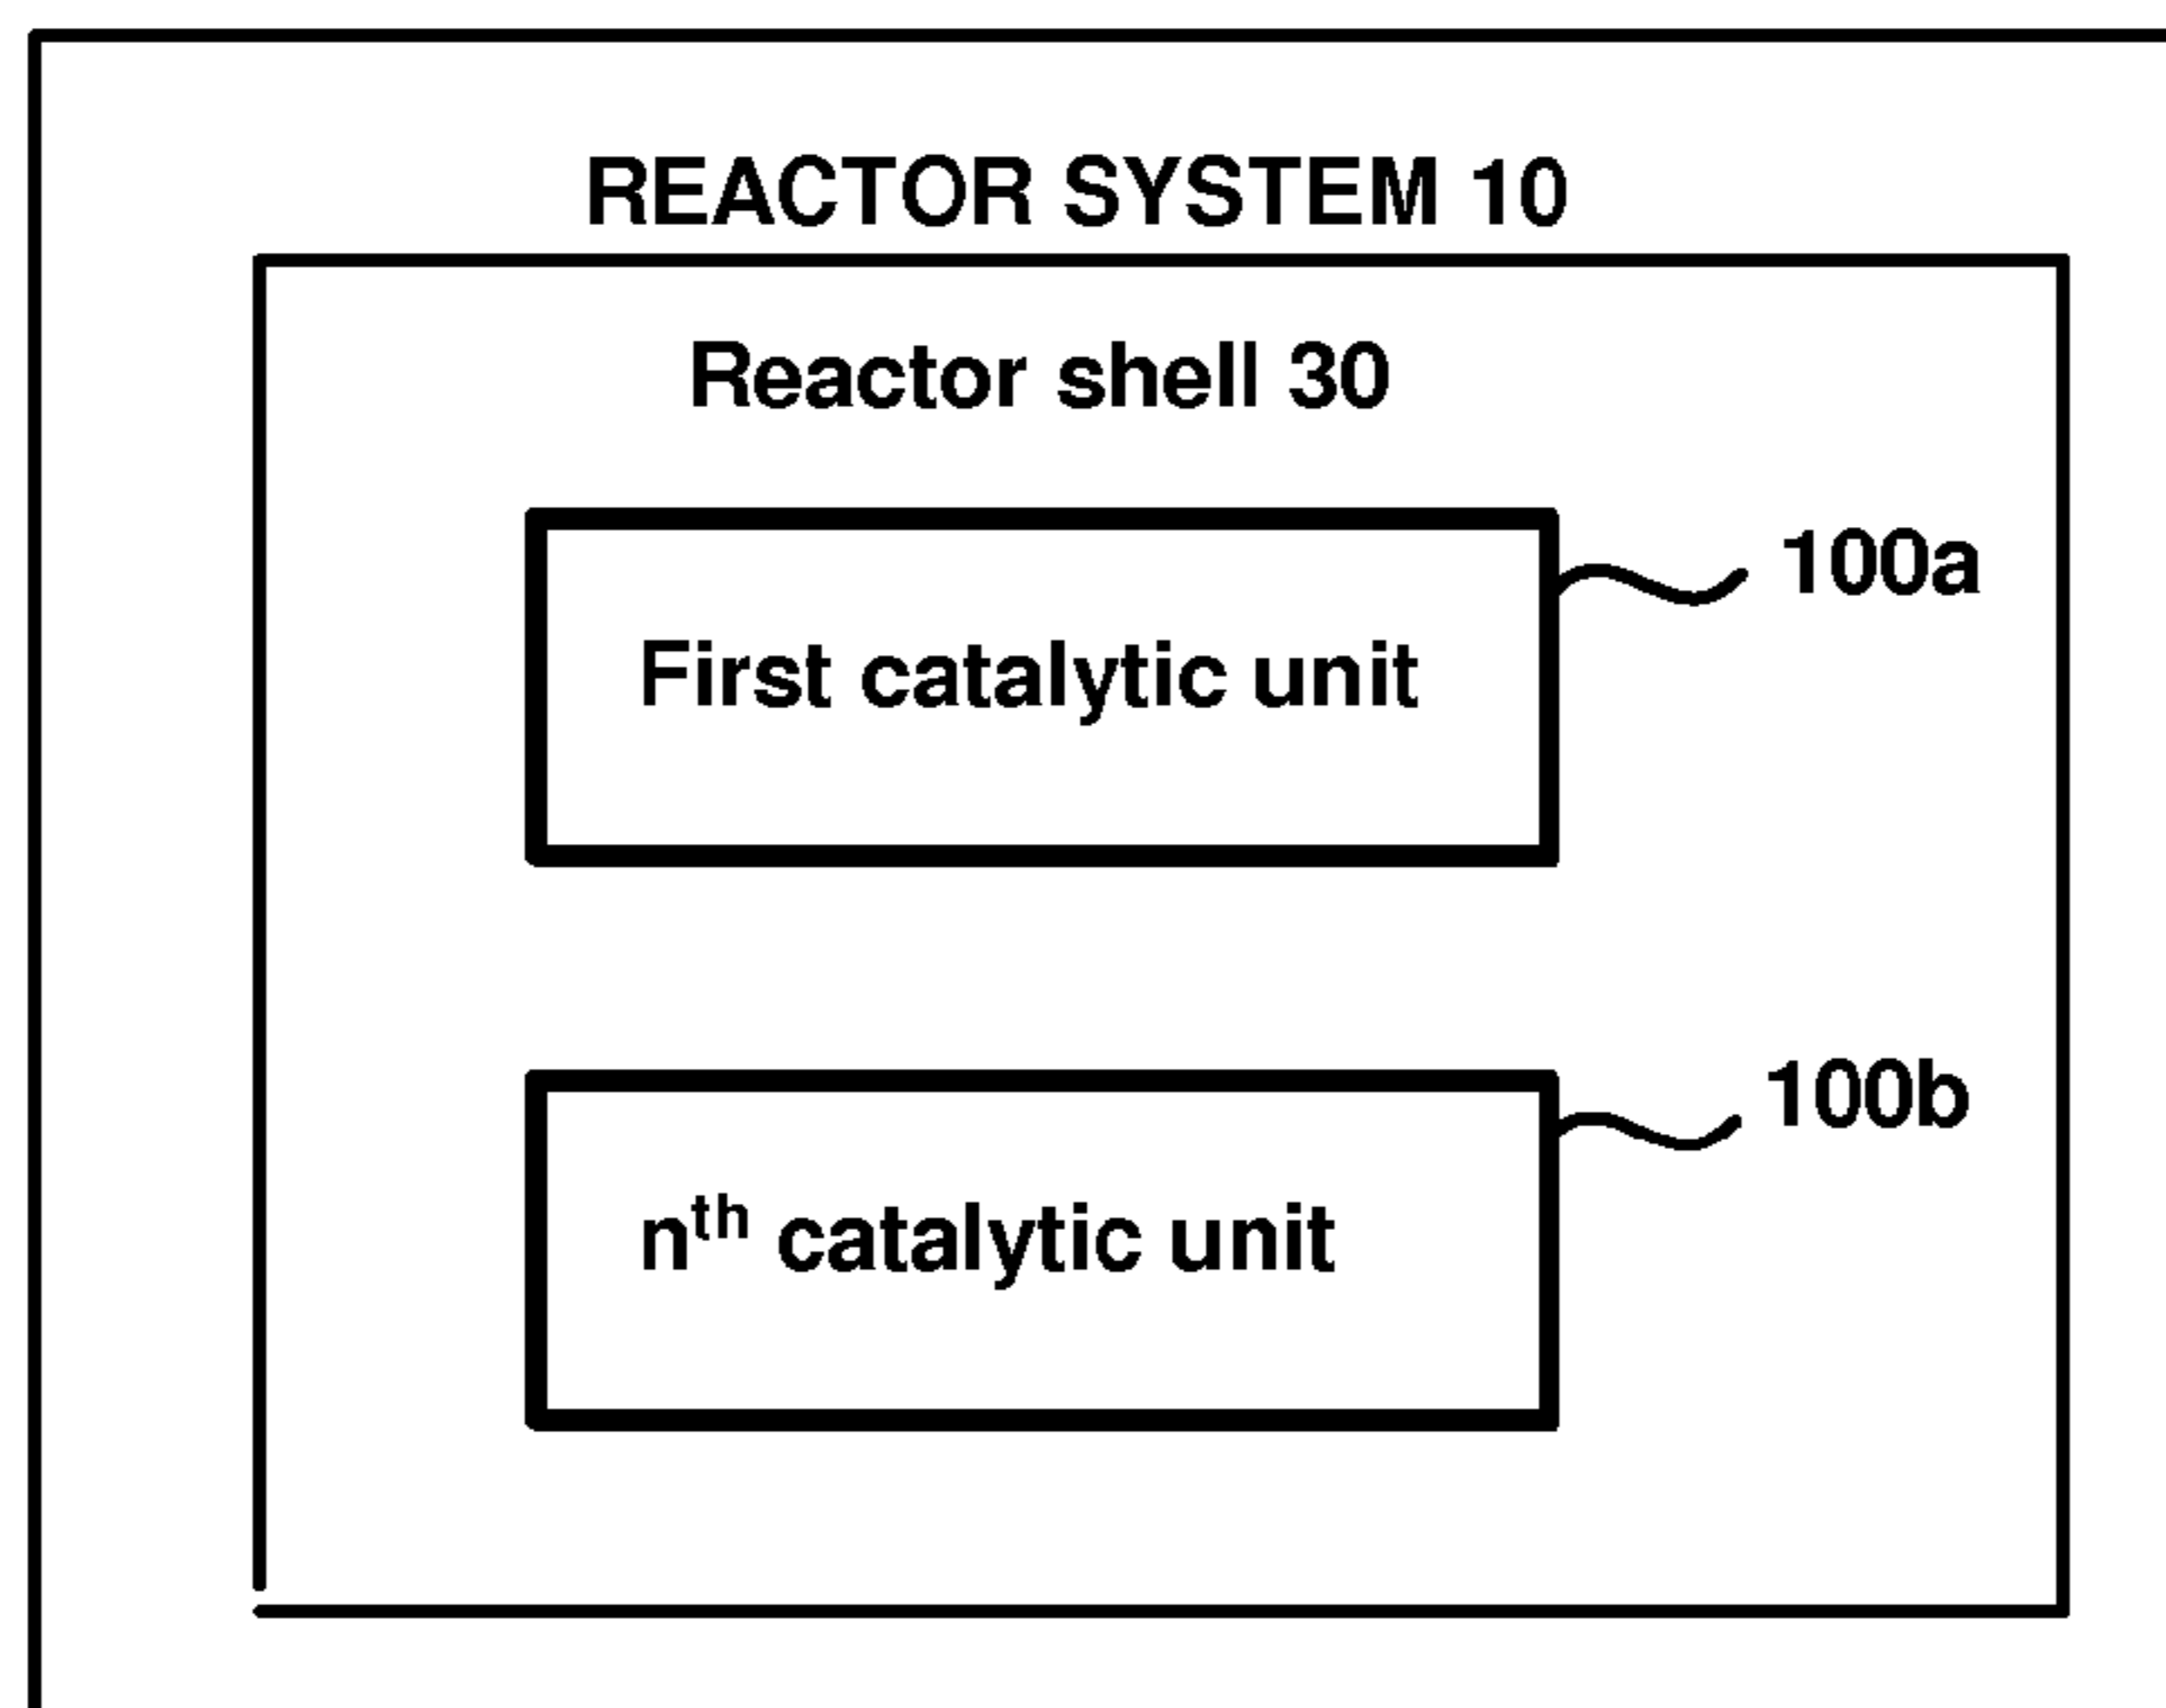 REACTOR SYSTEM 10
Reactor shell 30
100a
First catalytic unit
100b
nth catalytic unit